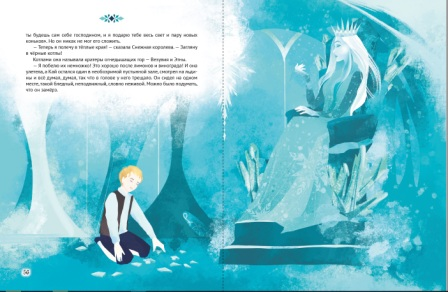 ты будешь сам себе господином, и я подарю тебе весь свет и пару новых
коньков». Но он никак не мог его сложить.
— Теперь я полечу в тёплые края! — сказала Снежная королева. — Загляну
в чёрные котлы!
Котлами она называла кратеры огнедышащих гор — Везувия и Этны.
— Я побелю их немножко! Это хорошо после лимонов и винограда! И она
улетела, а Кай остался один в необозримой пустынной зале, смотрел на льди-
ны и всё думал, думал, так что в голове у него трещало. Он сидел на одном
месте, такой бледный, неподвижный, словно неживой. Можно было подумать,
что он замёрз.